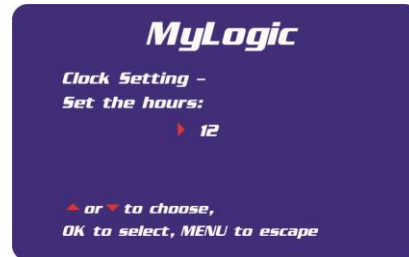 MyLogic
Clock Setting –
Set the hours:
▶ 12
▲ or ▼ to choose,
OK to select, MENU to escape